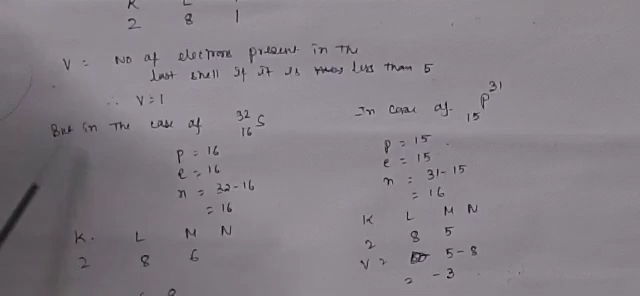 K L
2 8 1
V = No of electrons present in the
last shell if it is less than 5
∴ V = 1
But in the case of ³²₁₆S
p = 16
e = 16
n = 32-16
= 16
K. L M N
2 8 6
In case of ₁₅P³¹
p = 15
e = 15
n = 31-15
= 16
K L M N
2 8 5
V = 5-8
= -3